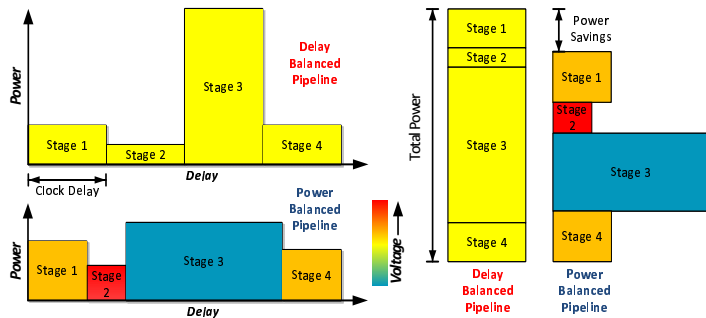 Power
Delay
Balanced
Pipeline
Stage 3
Stage 1
Stage 2
Stage 4
Delay
Clock Delay
Power
Power
Balanced
Pipeline
Stage 1
Stage
2
Stage 3
Stage 4
Delay
Voltage
Total Power
Stage 1
Stage 2
Stage 3
Stage 4
Delay
Balanced
Pipeline
Power
Savings
Stage 1
Stage
2
Stage 3
Stage 4
Power
Balanced
Pipeline